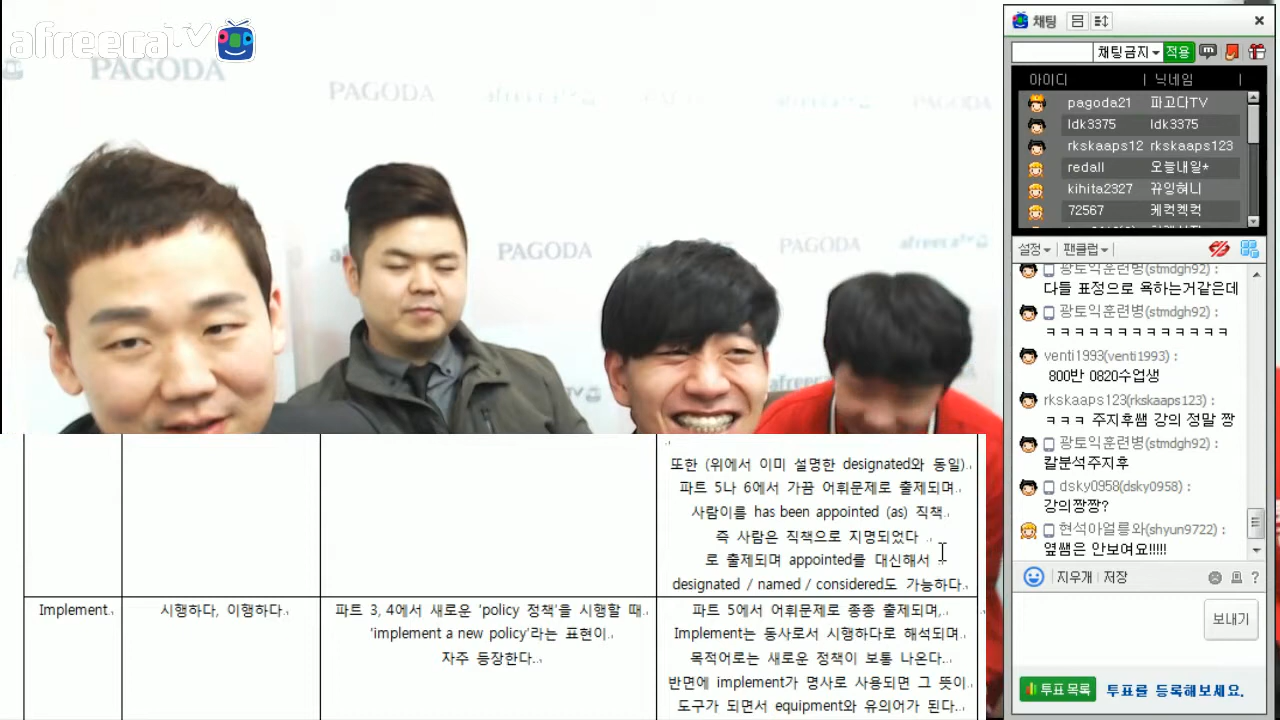 afreecaTV
PAGODA
PAGODA
afreecaTV
PAGODA
afreecaTV
PAGODA
PAGODA
afreecaTV
PAGODA
afreecaTV
afreecaTV
또한 (위에서 이미 설명한 designated와 동일)
파트 5나 6에서 가끔 어휘문제로 출제되며
사람이름 has been appointed (as) 직책
즉 사람은 직책으로 지명되었다
로 출제되며 appointed를 대신해서
designated / named / considered도 가능하다.
Implement
시행하다, 이행하다
파트 3, 4에서 새로운 'policy 정책'을 시행할 때
'implement a new policy'라는 표현이
자주 등장한다.
파트 5에서 어휘문제로 종종 출제되며,
Implement는 동사로서 시행하다로 해석되며
목적어로는 새로운 정책이 보통 나온다.
반면에 implement가 명사로 사용되면 그 뜻이
도구가 되면서 equipment와 유의어가 된다.
채팅
채팅금지 적용
아이디 닉네임
pagoda21 파고다TV
ldk3375 ldk3375
rkskaaps12 rkskaaps123
redall 오늘내일*
kihita2327 뀨잉혀니
72567 케컥켁컥
설정 팬클럽
광토익훈련병(stmdgh92) :
다들 표정으로 욕하는거같은데
광토익훈련병(stmdgh92) :
ㅋㅋㅋㅋㅋㅋㅋㅋㅋㅋㅋㅋㅋ
venti1993(venti1993) :
800반 0820수업생
rkskaaps123(rkskaaps123) :
ㅋㅋㅋ 주지후쌤 강의 정말 짱
광토익훈련병(stmdgh92) :
칼분석주지후
dsky0958(dsky0958) :
강의짱짱?
현석아얼릉와(shyun9722) :
옆쌤은 안보여요!!!!!
지우개 저장
보내기
투표 목록 투표를 등록해보세요.